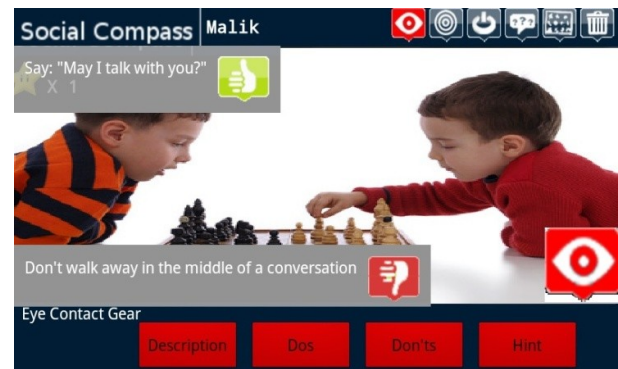 Social Compass
Malik
???
Say: "May I talk with you?"
X 1
Don't walk away in the middle of a conversation
Eye Contact Gear
Description
Dos
Don'ts
Hint